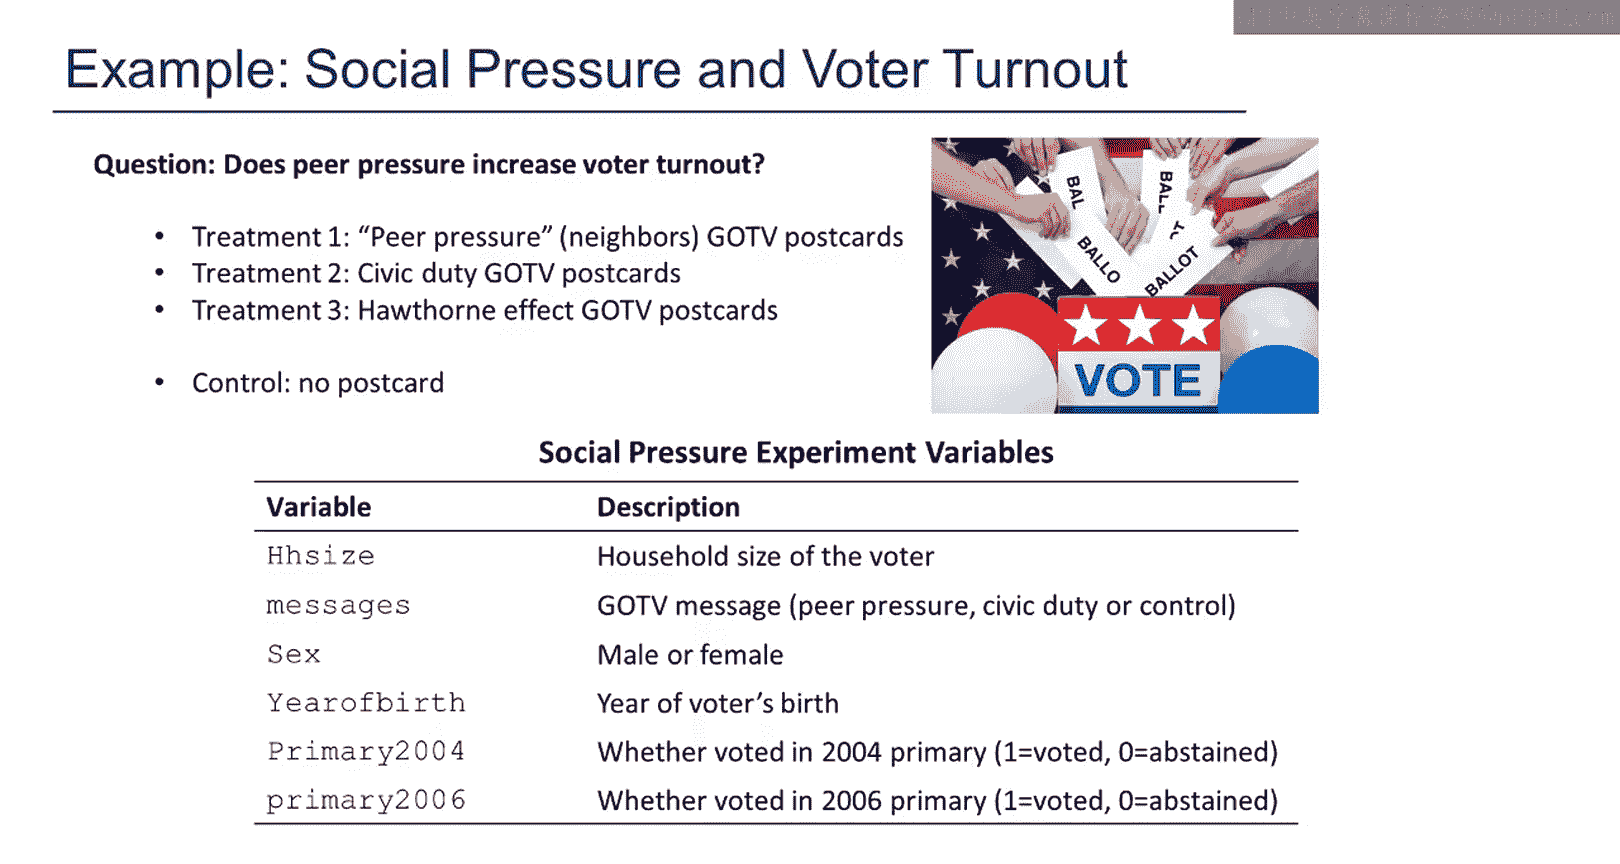 Example: Social Pressure and Voter Turnout
Question: Does peer pressure increase voter turnout?
• Treatment 1: “Peer pressure” (neighbors) GOTV postcards
• Treatment 2: Civic duty GOTV postcards
• Treatment 3: Hawthorne effect GOTV postcards
• Control: no postcard
BAL
BALL
T
BALLO
BALLOT
VOTE
Social Pressure Experiment Variables
Variable Description
Hhsize Household size of the voter
messages GOTV message (peer pressure, civic duty or control)
Sex Male or female
Yearofbirth Year of voter’s birth
Primary2004 Whether voted in 2004 primary (1=voted, 0=abstained)
primary2006 Whether voted in 2006 primary (1=voted, 0=abstained)